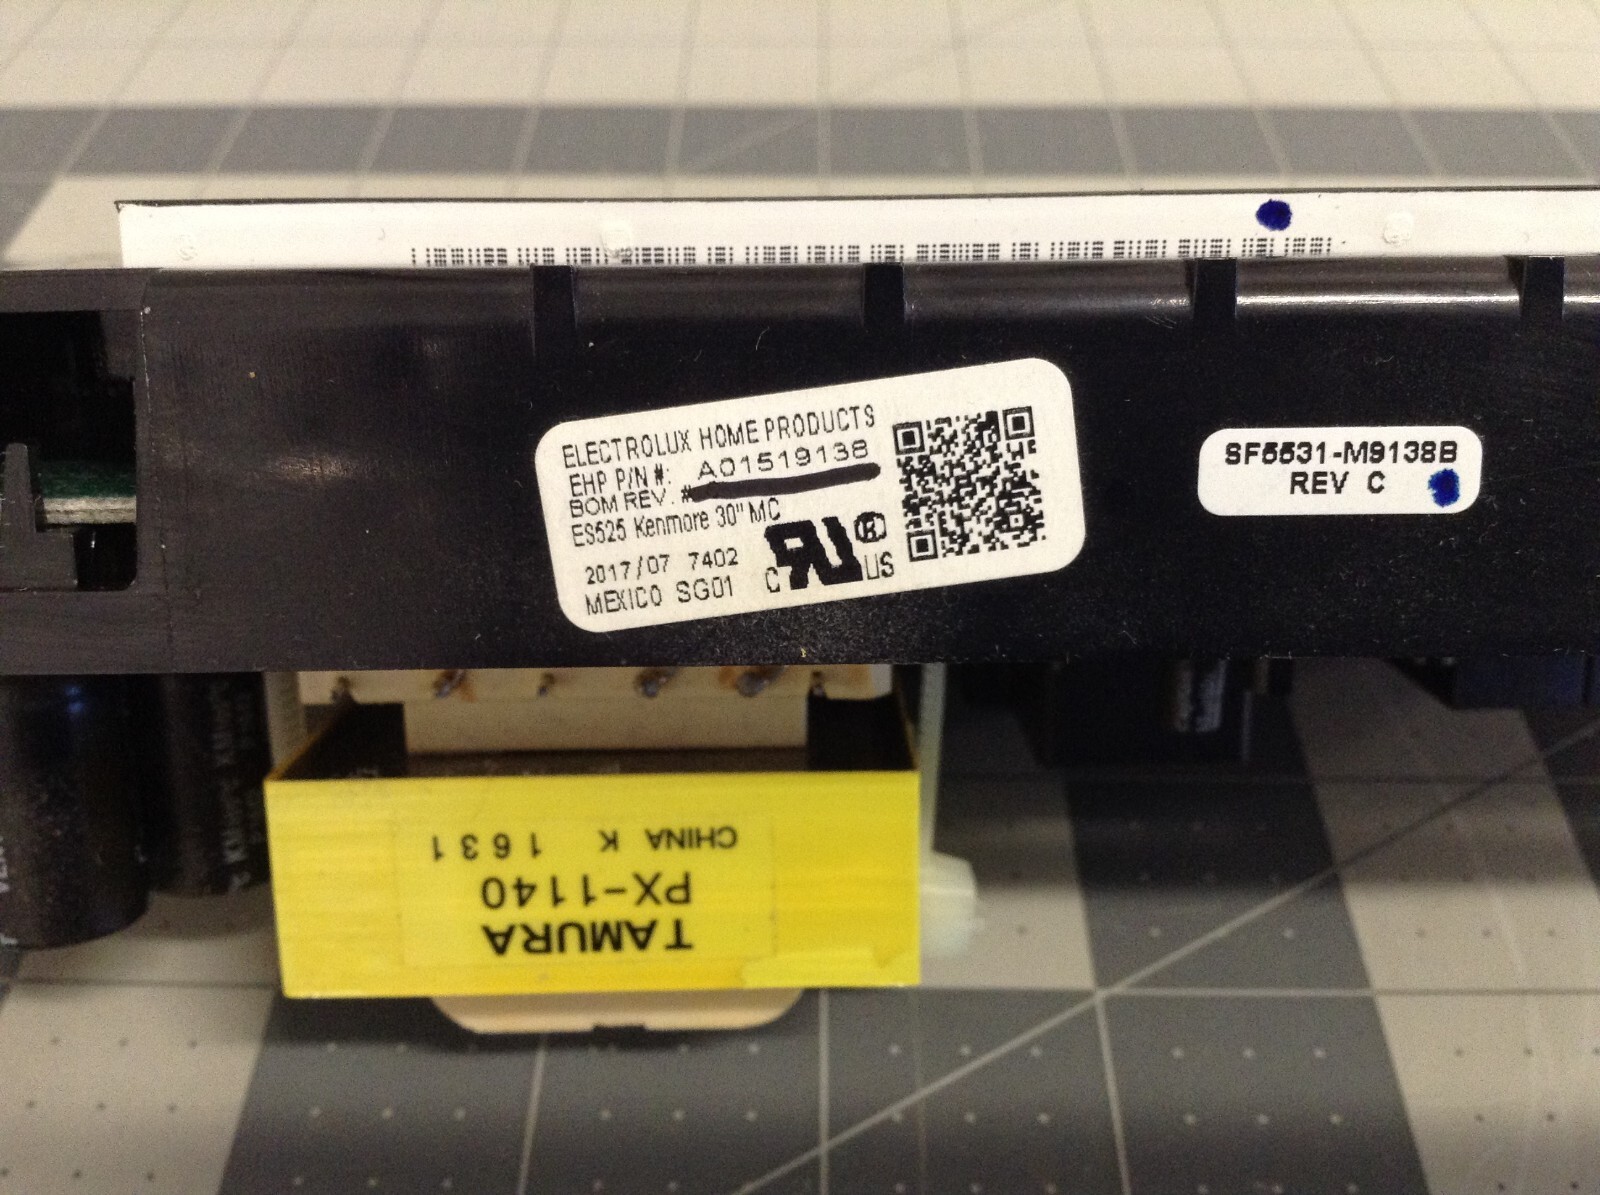 ELECTROLUX HOME PRODUCTS
EHP P/N #: A01519138
BOM REV. #
ES525 Kenmore 30" MC
2017/07 7402
MEXICO SG01
C UL® US
SF5531-M9138B
REV C
TAMURA
PX-1140
CHINA K 1631